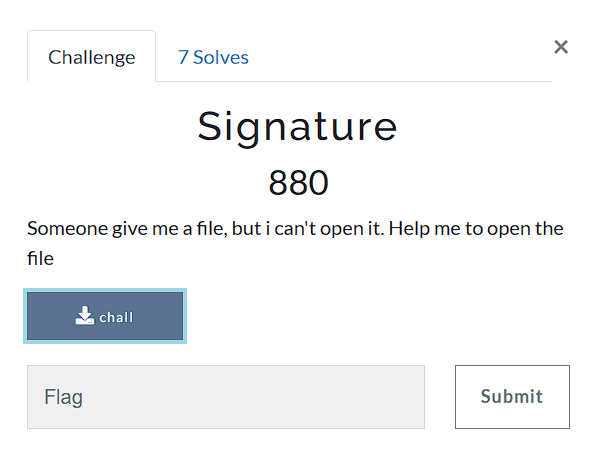 Challenge
7 Solves
×
Signature
880
Someone give me a file, but i can't open it. Help me to open the
file
chall
Flag
Submit